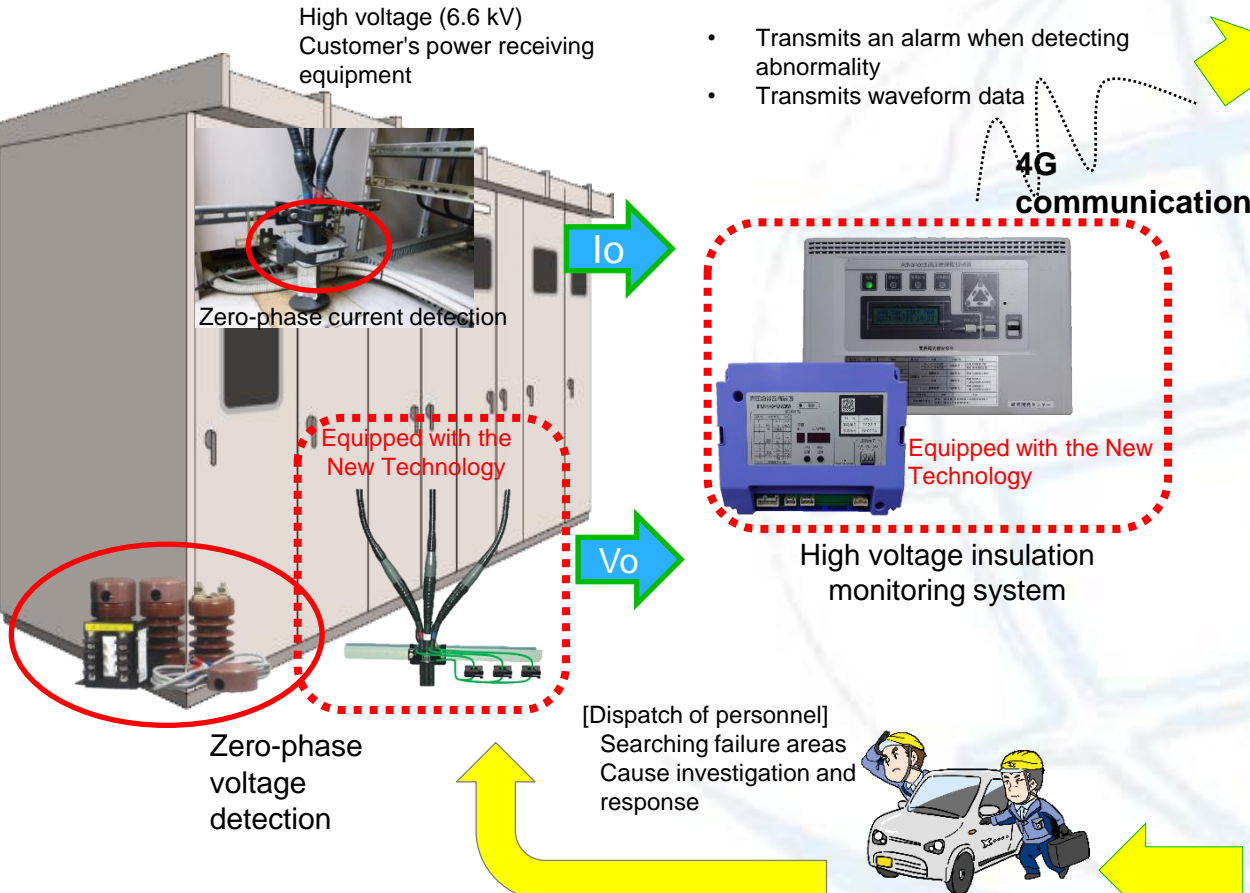 High voltage (6.6 kV)
Customer's power receiving
equipment
• Transmits an alarm when detecting
abnormality
• Transmits waveform data
4G
communication
Io
Zero-phase current detection
Equipped with the
New Technology
Equipped with the New
Technology
Vo
High voltage insulation
monitoring system
Zero-phase
voltage
detection
[Dispatch of personnel]
Searching failure areas
Cause investigation and
response